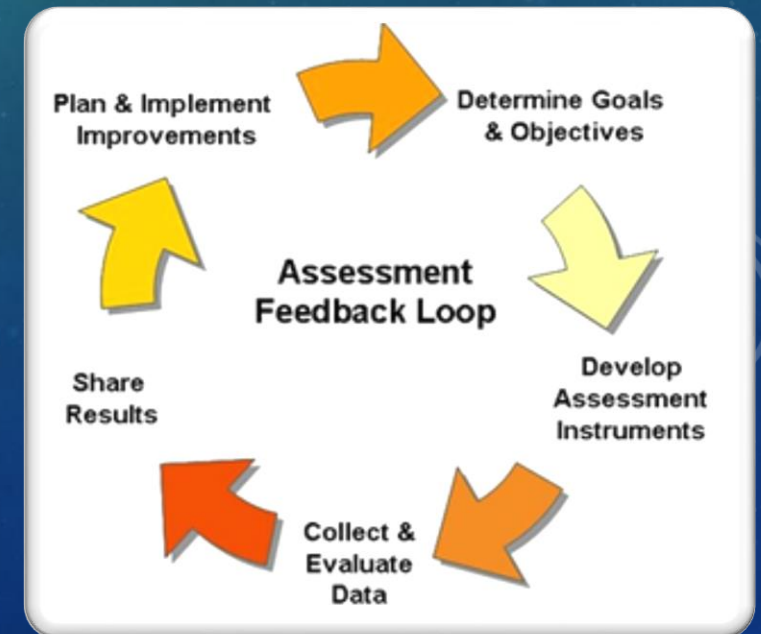 Plan & Implement
Improvements
Determine Goals
& Objectives
Assessment
Feedback Loop
Develop
Assessment
Instruments
Share
Results
Collect &
Evaluate
Data